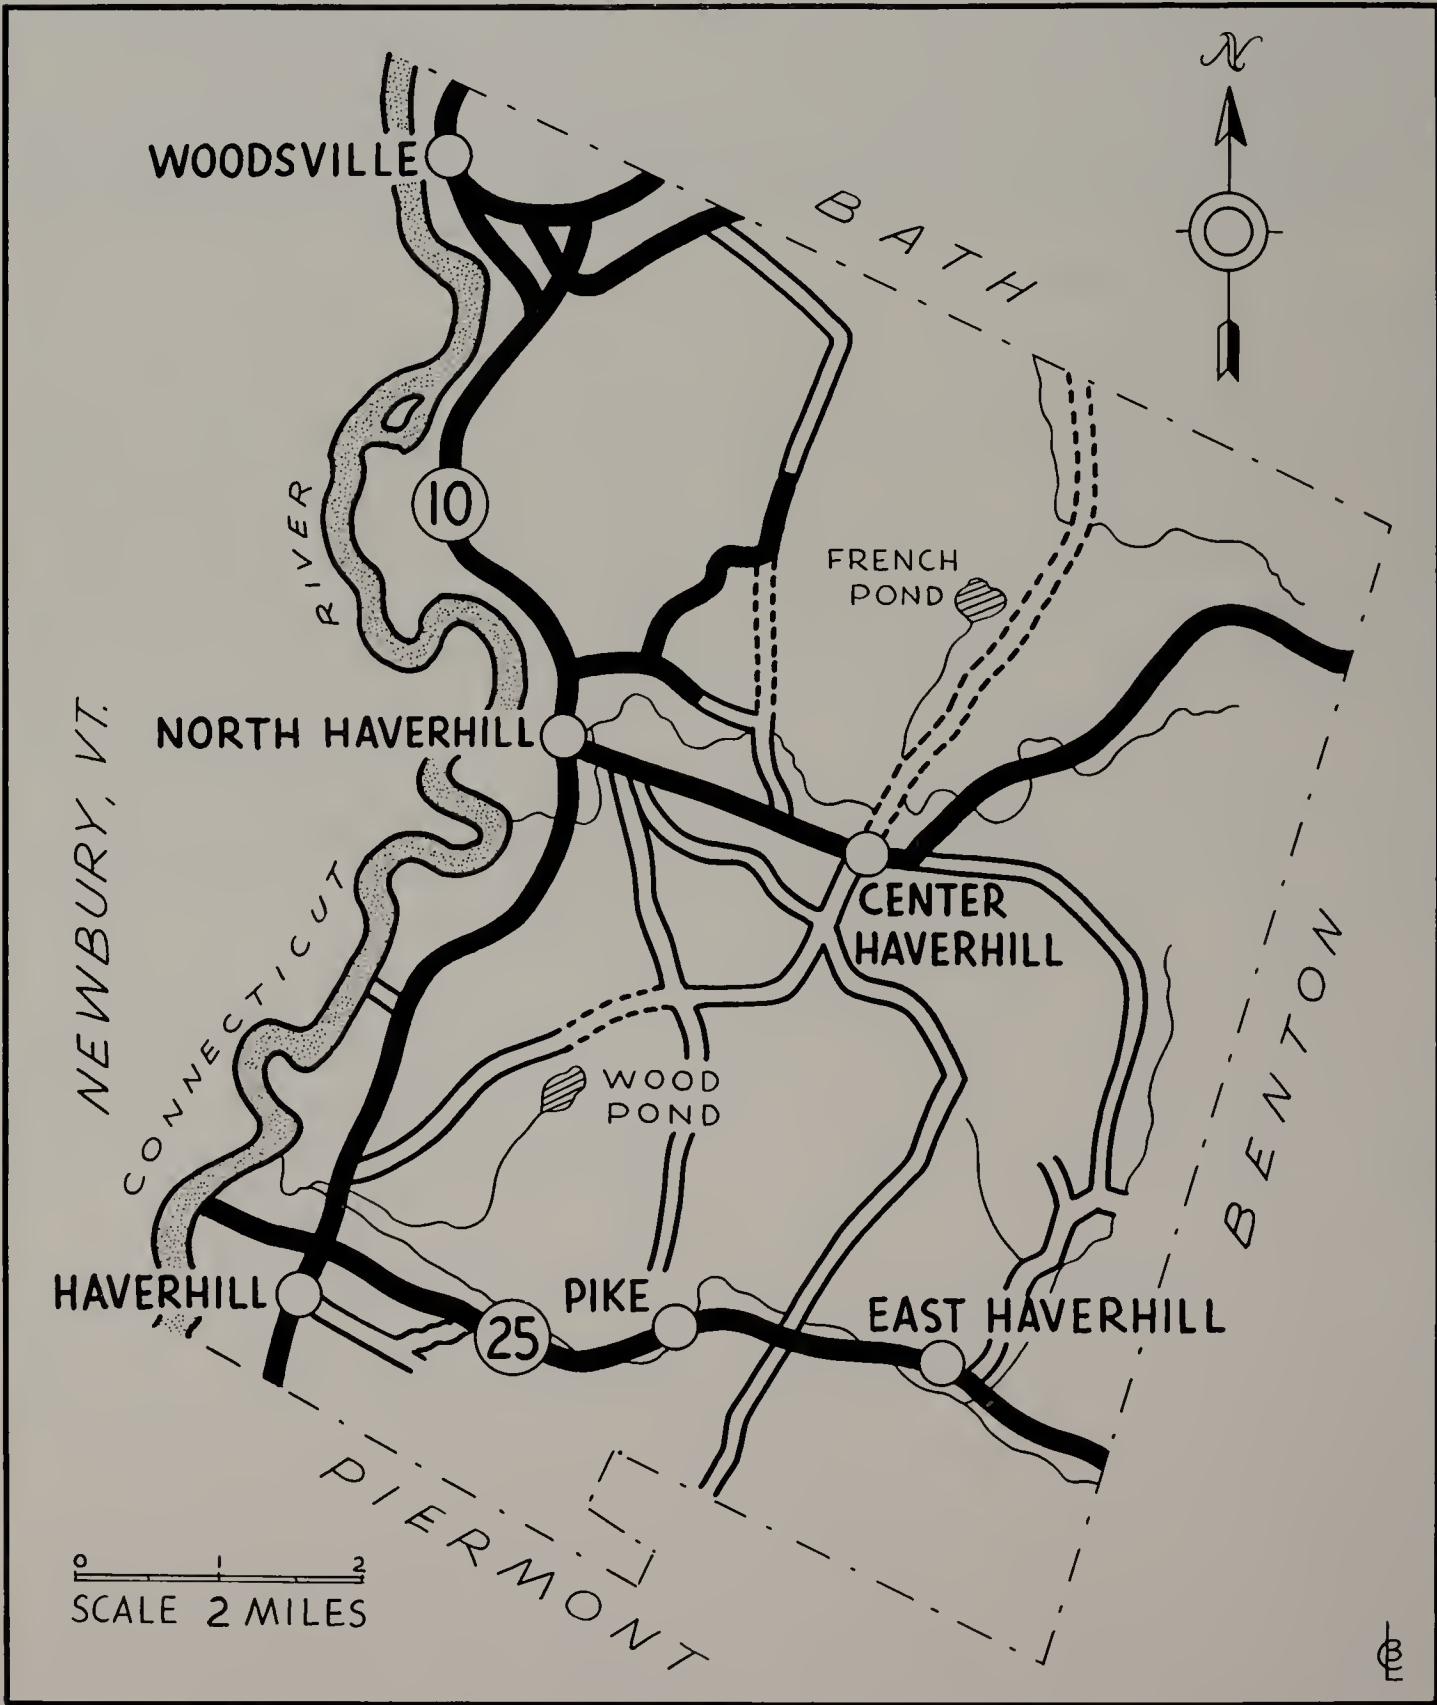 N
WOODSVILLE
BATH
10
RIVER
FRENCH
POND
NORTH HAVERHILL
NEWBURY, VT.
CENTER
HAVERHILL
CONNECTICUT
BENTON
WOOD
POND
HAVERHILL
25
PIKE
EAST HAVERHILL
PIERMONT
0 1 2
SCALE 2 MILES